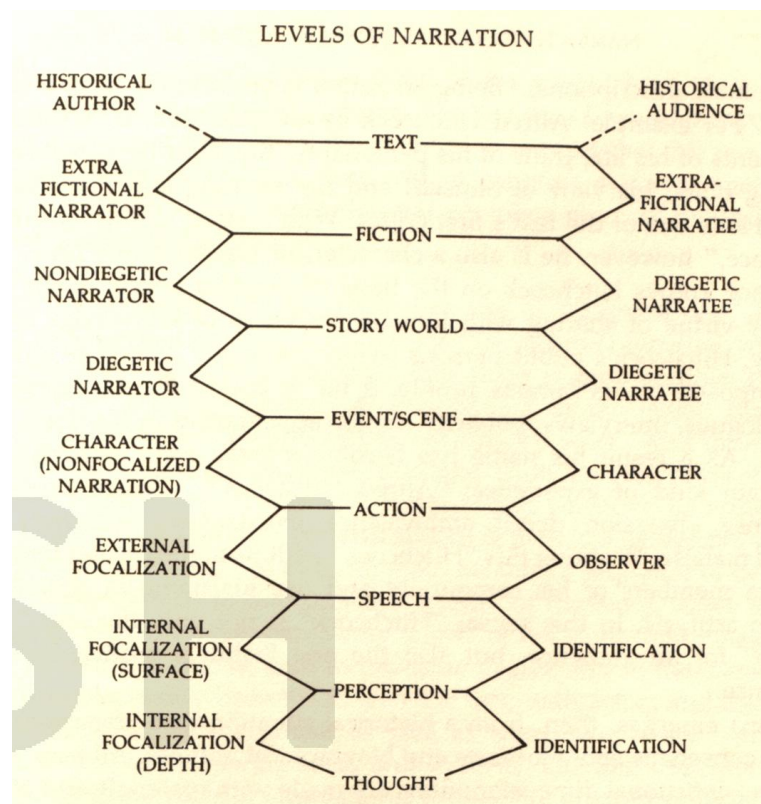 LEVELS OF NARRATION
HISTORICAL
AUTHOR
HISTORICAL
AUDIENCE
TEXT
EXTRA
FICTIONAL
NARRATOR
EXTRA-
FICTIONAL
NARRATEE
FICTION
NONDIEGETIC
NARRATOR
DIEGETIC
NARRATEE
STORY WORLD
DIEGETIC
NARRATOR
DIEGETIC
NARRATEE
EVENT/SCENE
CHARACTER
(NONFOCALIZED
NARRATION)
CHARACTER
ACTION
EXTERNAL
FOCALIZATION
OBSERVER
SPEECH
INTERNAL
FOCALIZATION
(SURFACE)
IDENTIFICATION
PERCEPTION
INTERNAL
FOCALIZATION
(DEPTH)
IDENTIFICATION
THOUGHT
SH